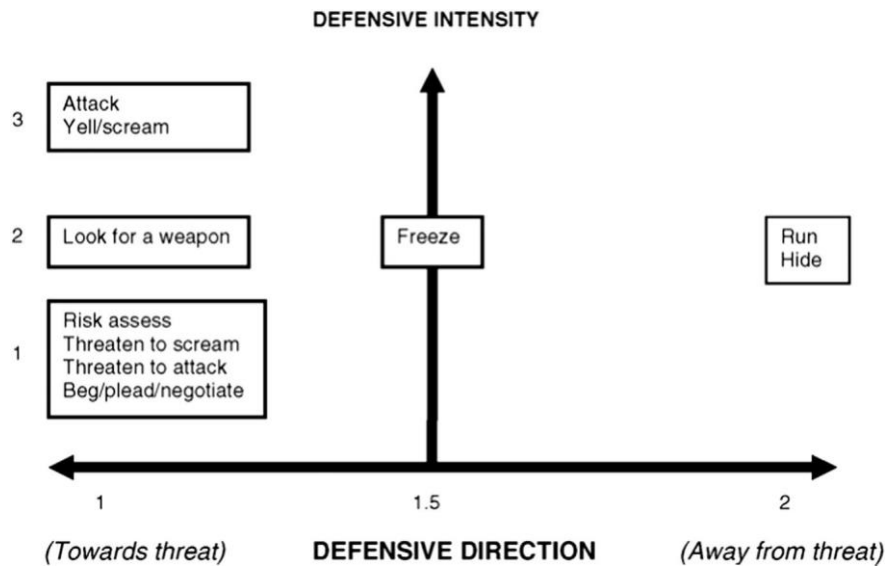 DEFENSIVE INTENSITY
3
Attack
Yell/scream
2
Look for a weapon
Freeze
Run
Hide
1
Risk assess
Threaten to scream
Threaten to attack
Beg/plead/negotiate
1
1.5
2
(Towards threat)
DEFENSIVE DIRECTION
(Away from threat)